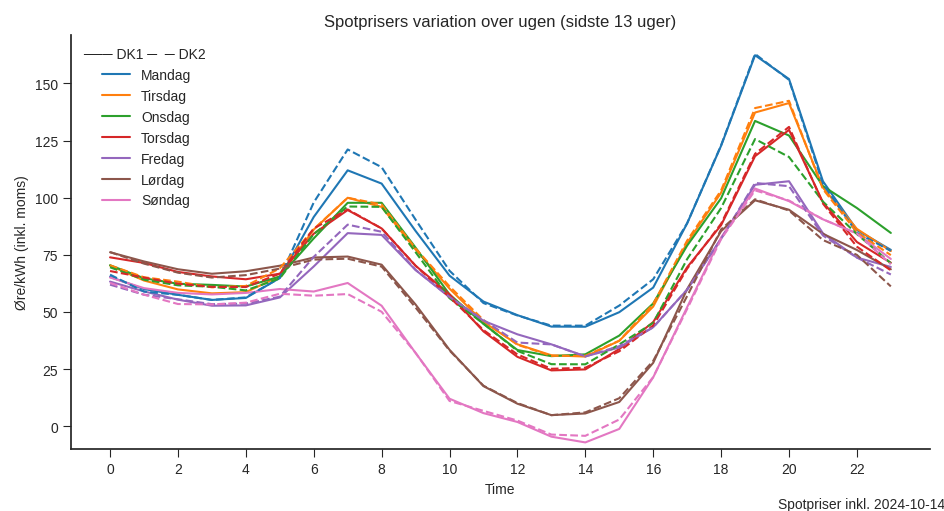 Spotprisers variation over ugen (sidste 13 uger)
DK1 DK2
Mandag
Tirsdag
Onsdag
Torsdag
Fredag
Lørdag
Søndag
Øre/kWh (inkl. moms)
150
125
100
75
50
25
0
0 2 4 6 8 10 12 14 16 18 20 22
Time
Spotpriser inkl. 2024-10-14